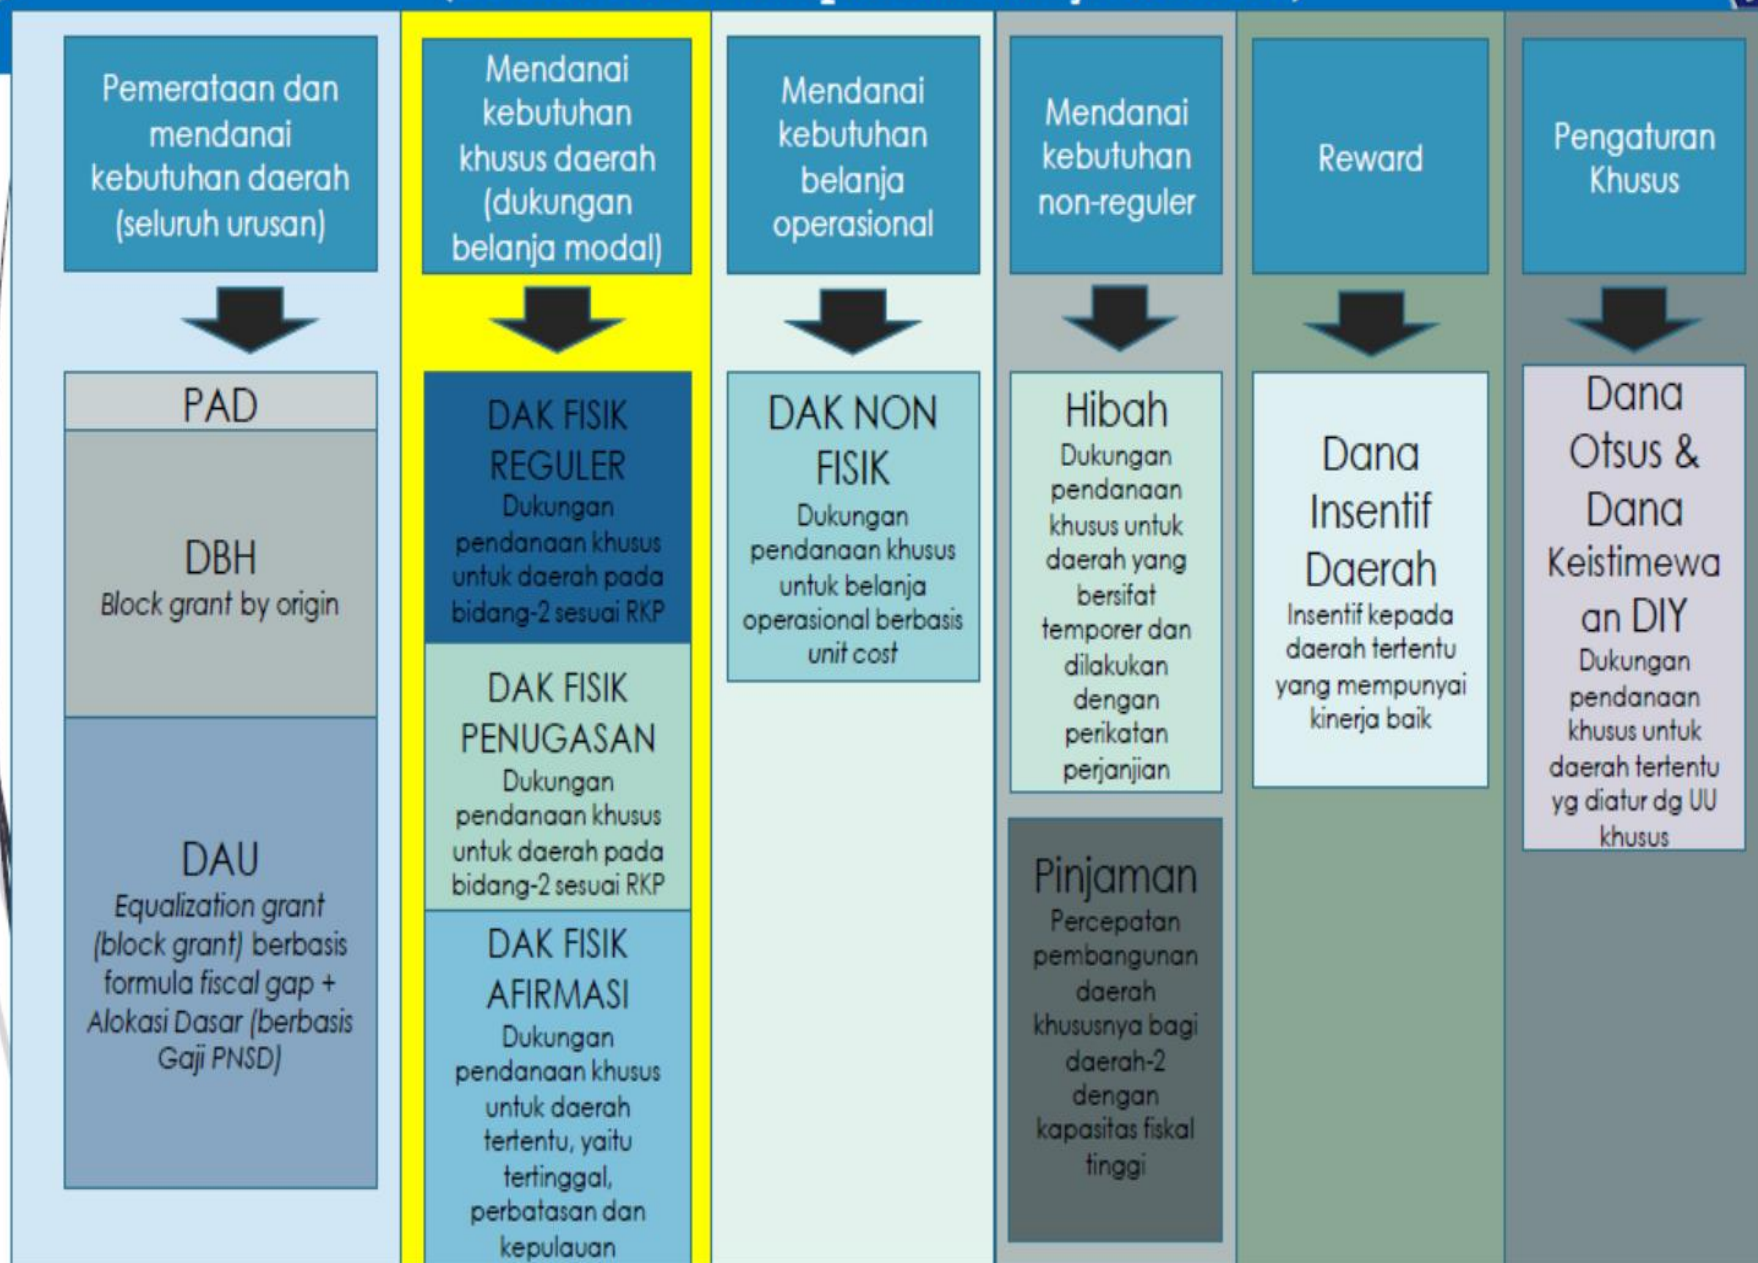 Pemerataan dan
mendanai
kebutuhan daerah
(seluruh urusan)
PAD
DBH
Block grant by origin
DAU
Equalization grant
(block grant) berbasis
formula fiscal gap +
Alokasi Dasar (berbasis
Gaji PNSD)
Mendanai
kebutuhan
khusus daerah
(dukungan
belanja modal)
DAK FISIK
REGULER
Dukungan
pendanaan khusus
untuk daerah pada
bidang-2 sesuai RKP
DAK FISIK
PENUGASAN
Dukungan
pendanaan khusus
untuk daerah pada
bidang-2 sesuai RKP
DAK FISIK
AFIRMASI
Dukungan
pendanaan khusus
untuk daerah
tertentu, yaitu
tertinggal,
perbatasan dan
kepulauan
Mendanai
kebutuhan
belanja
operasional
DAK NON
FISIK
Dukungan
pendanaan khusus
untuk belanja
operasional berbasis
unit cost
Mendanai
kebutuhan
non-reguler
Hibah
Dukungan
pendanaan
khusus untuk
daerah yang
bersifat
temporer dan
dilakukan
dengan
perikatan
perjanjian
Pinjaman
Percepatan
pembangunan
daerah
khususnya bagi
daerah-2
dengan
kapasitas fiskal
tinggi
Reward
Dana
Insentif
Daerah
Insentif kepada
daerah tertentu
yang mempunyai
kinerja baik
Pengaturan
Khusus
Dana
Otsus &
Dana
Keistimewa
an DIY
Dukungan
pendanaan
khusus untuk
daerah tertentu
yg diatur dg UU
khusus